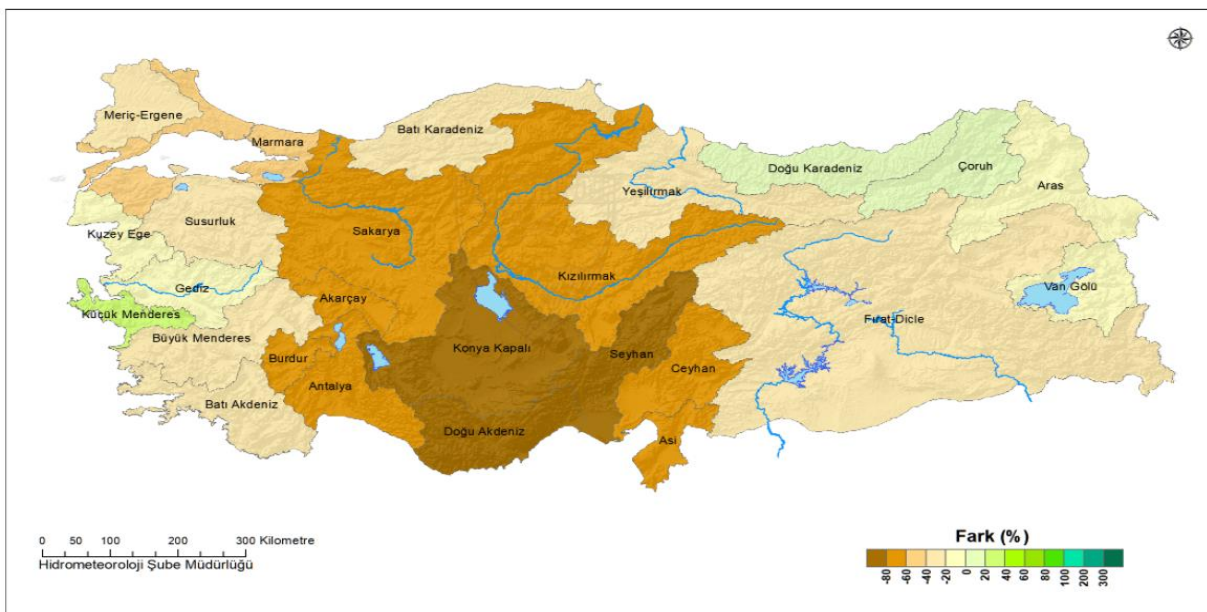 Meriç-Ergene
Marmara
Batı Karadeniz
Doğu Karadeniz
Çoruh
Aras
Yeşilırmak
Susurluk
Kuzey Ege
Sakarya
Kızılırmak
Gediz
Van Gölü
Akarçay
Küçük Menderes
Fırat-Dicle
Büyük Menderes
Konya Kapalı
Seyhan
Burdur
Ceyhan
Antalya
Batı Akdeniz
Doğu Akdeniz
Asi
Fark (%)
0 50 100 200 300 Kilometre
-80 -60 -40 -20 0 20 40 60 80 100 200 300
Hidrometeoroloji Şube Müdürlüğü